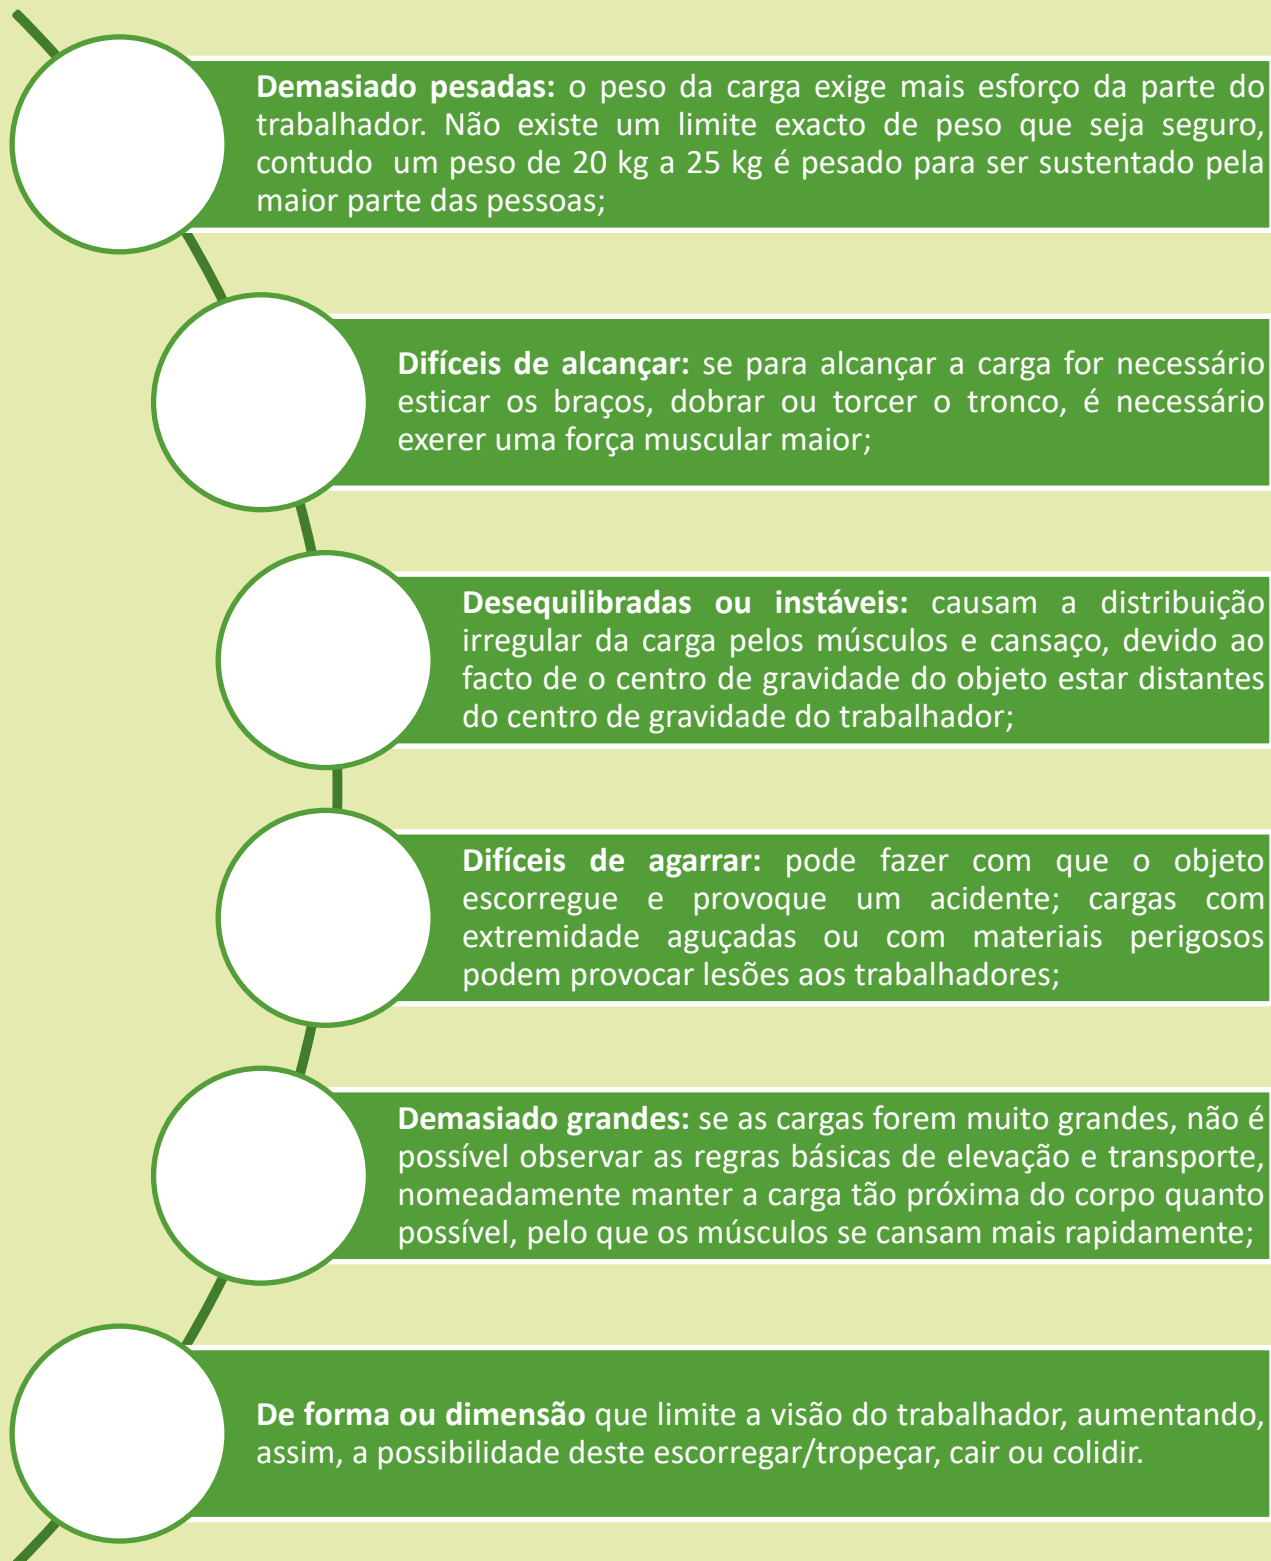 Demasiado pesadas: o peso da carga exige mais esforço da parte do
trabalhador. Não existe um limite exacto de peso que seja seguro,
contudo um peso de 20 kg a 25 kg é pesado para ser sustentado pela
maior parte das pessoas;
Difíceis de alcançar: se para alcançar a carga for necessário
esticar os braços, dobrar ou torcer o tronco, é necessário
exerer uma força muscular maior;
Desequilibradas ou instáveis: causam a distribuição
irregular da carga pelos músculos e cansaço, devido ao
facto de o centro de gravidade do objeto estar distantes
do centro de gravidade do trabalhador;
Difíceis de agarrar: pode fazer com que o objeto
escorregue e provoque um acidente; cargas com
extremidade aguçadas ou com materiais perigosos
podem provocar lesões aos trabalhadores;
Demasiado grandes: se as cargas forem muito grandes, não é
possível observar as regras básicas de elevação e transporte,
nomeadamente manter a carga tão próxima do corpo quanto
possível, pelo que os músculos se cansam mais rapidamente;
De forma ou dimensão que limite a visão do trabalhador, aumentando,
assim, a possibilidade deste escorregar/tropeçar, cair ou colidir.